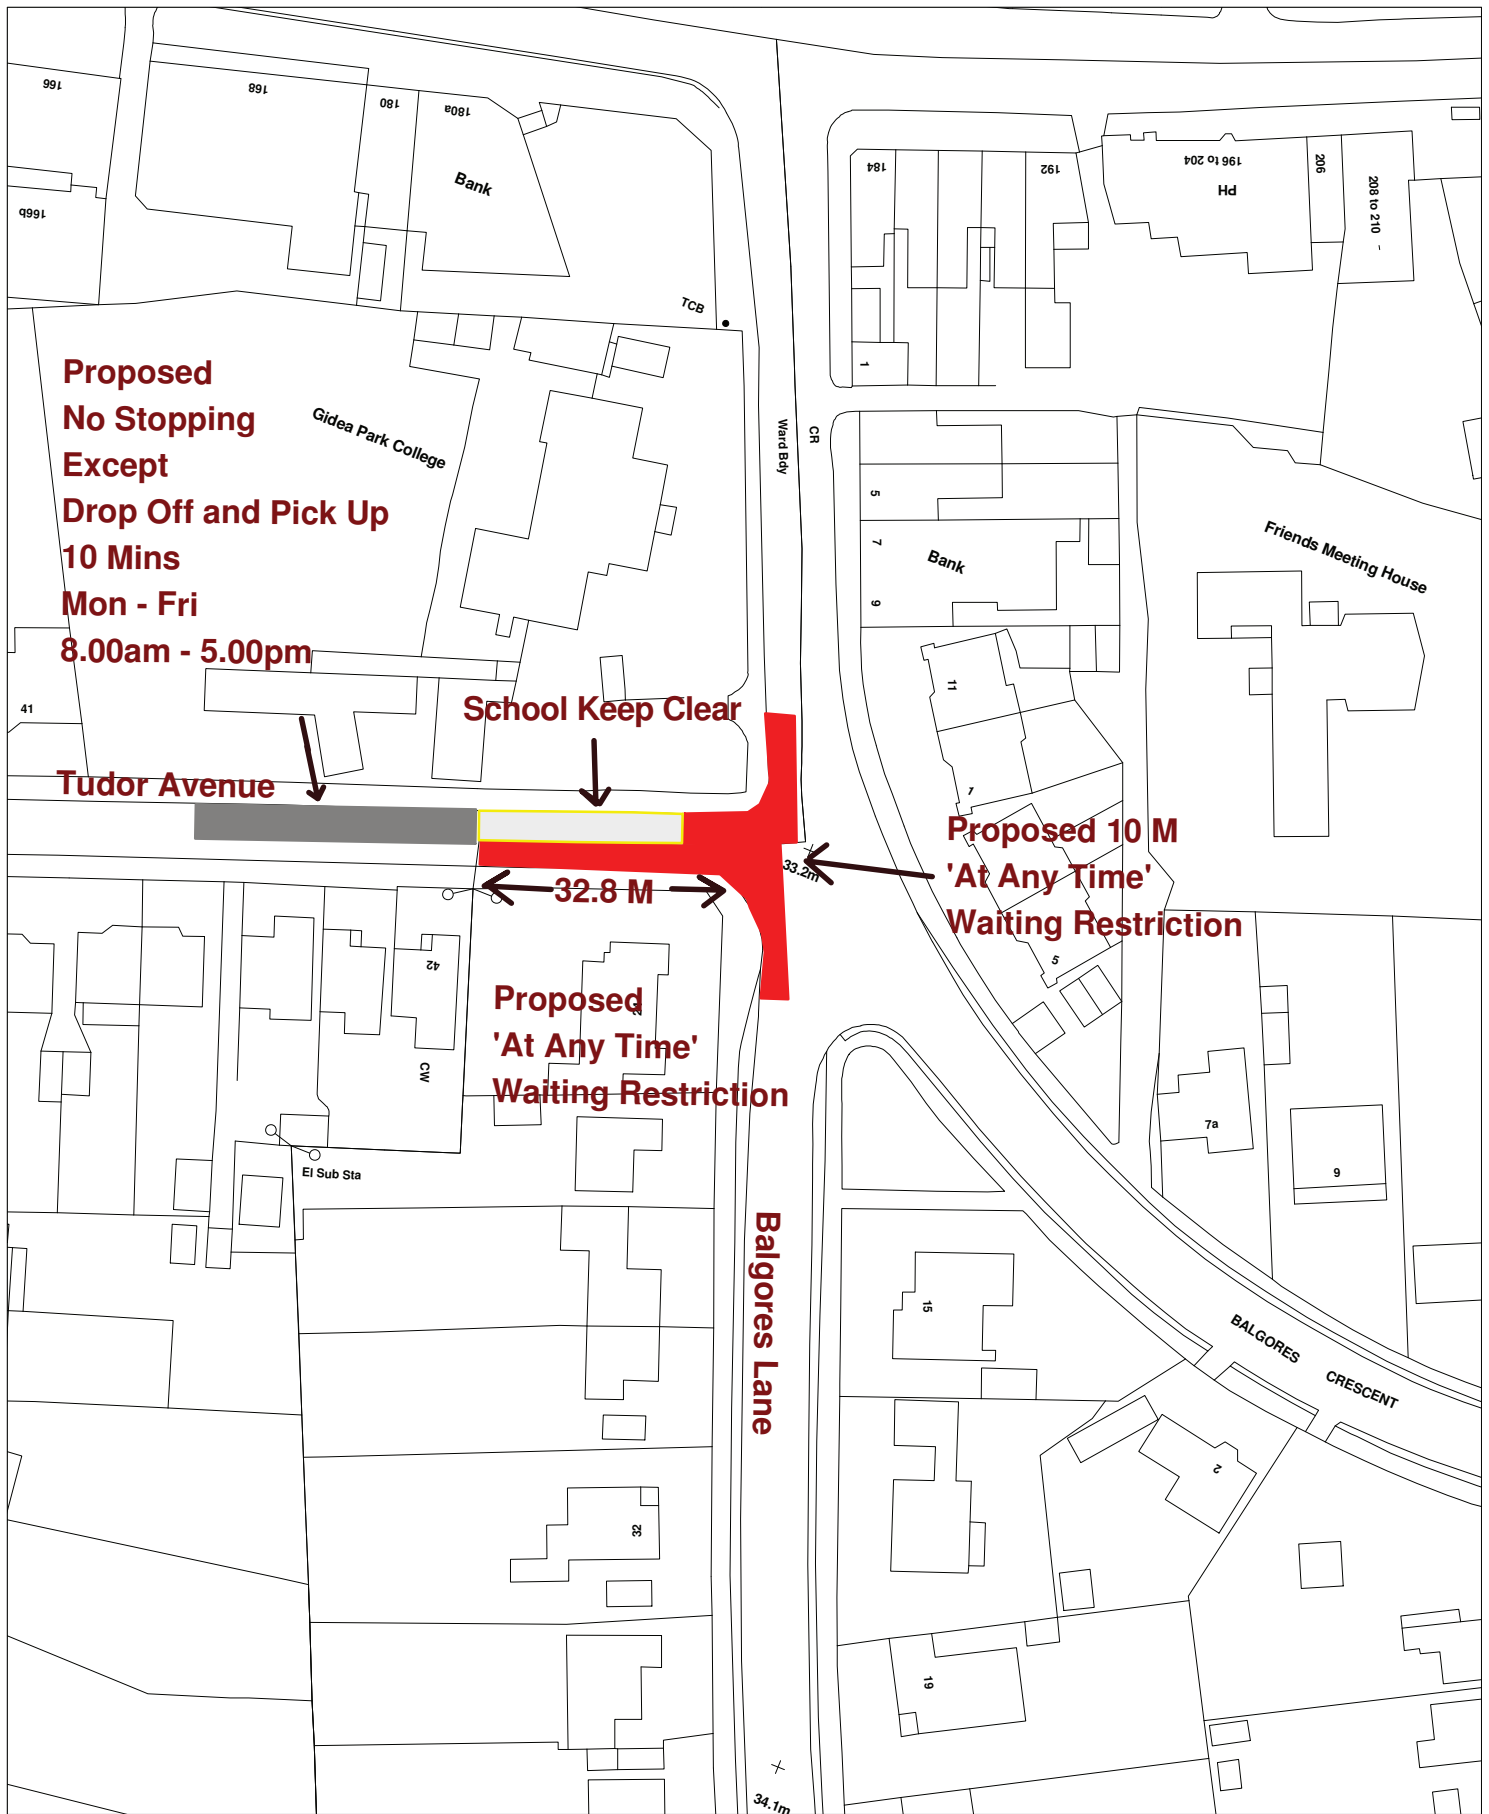 166
168
180
180a
Bank
166b
184
192
196 to 204
PH
206
208 to 210
TCB
1
Proposed
No Stopping
Except
Drop Off and Pick Up
10 Mins
Mon - Fri
8.00am - 5.00pm
Gidea Park College
Ward Bdy
CR
5
7
Bank
9
Friends Meeting House
11
41
School Keep Clear
Tudor Avenue
1
Proposed 10 M
'At Any Time'
Waiting Restriction
33.2m
32.8 M
42
5
Proposed
'At Any Time'
Waiting Restriction
CW
7a
9
El Sub Sta
Balgores Lane
15
BALGORES
CRESCENT
2
32
19
34.1m